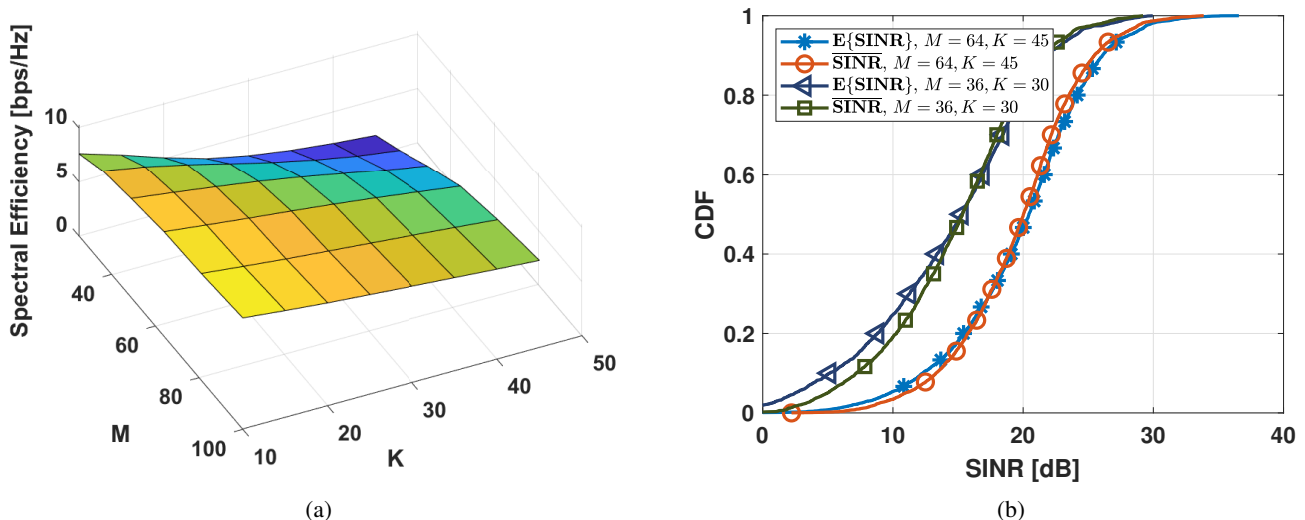 Spectral Efficiency [bps/Hz]
10
5
0
40
60
80
100
M
10
20
30
40
50
K
(a)
CDF
1
0.8
0.6
0.4
0.2
0
E{SINR}, M = 64, K = 45
S̅I̅N̅R̅, M = 64, K = 45
E{SINR}, M = 36, K = 30
S̅I̅N̅R̅, M = 36, K = 30
0
10
20
30
40
SINR [dB]
(b)